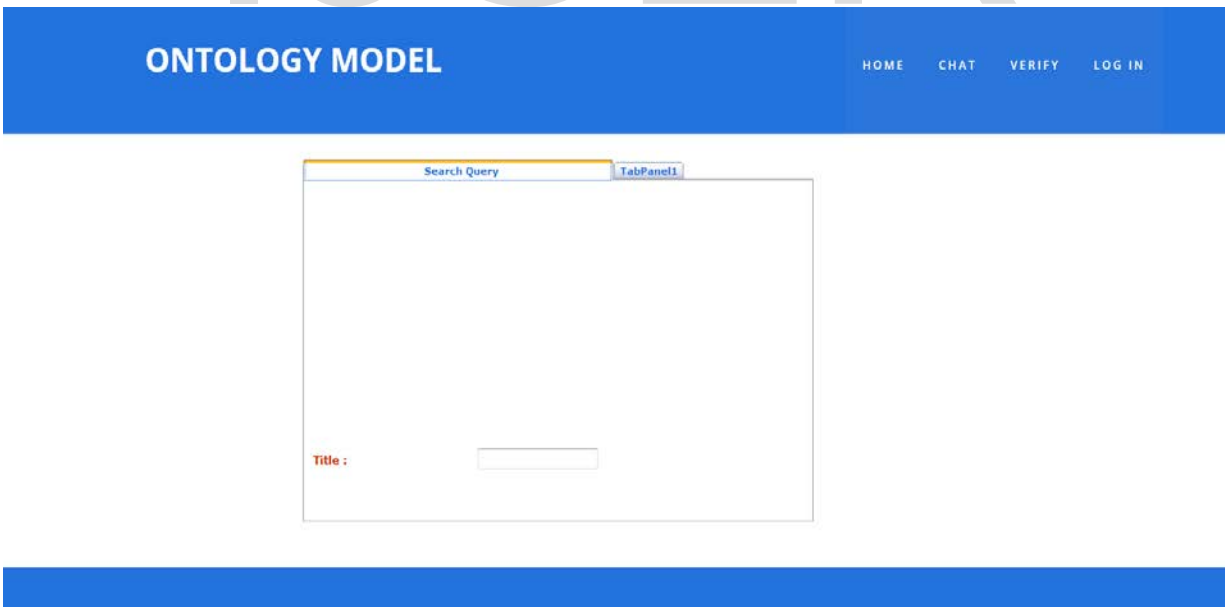 ONTOLOGY MODEL
HOME CHAT VERIFY LOG IN
Search Query TabPanel1
Title :